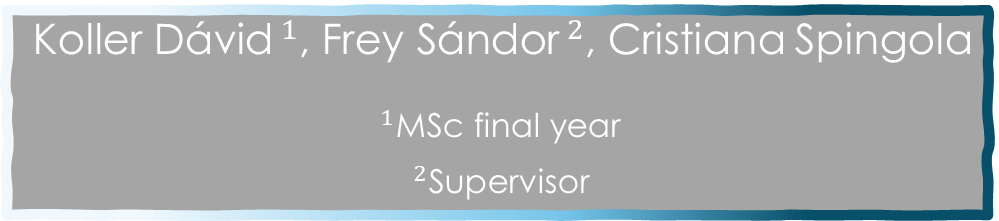 Koller Dávid ¹, Frey Sándor ², Cristiana Spingola
¹MSc final year
²Supervisor